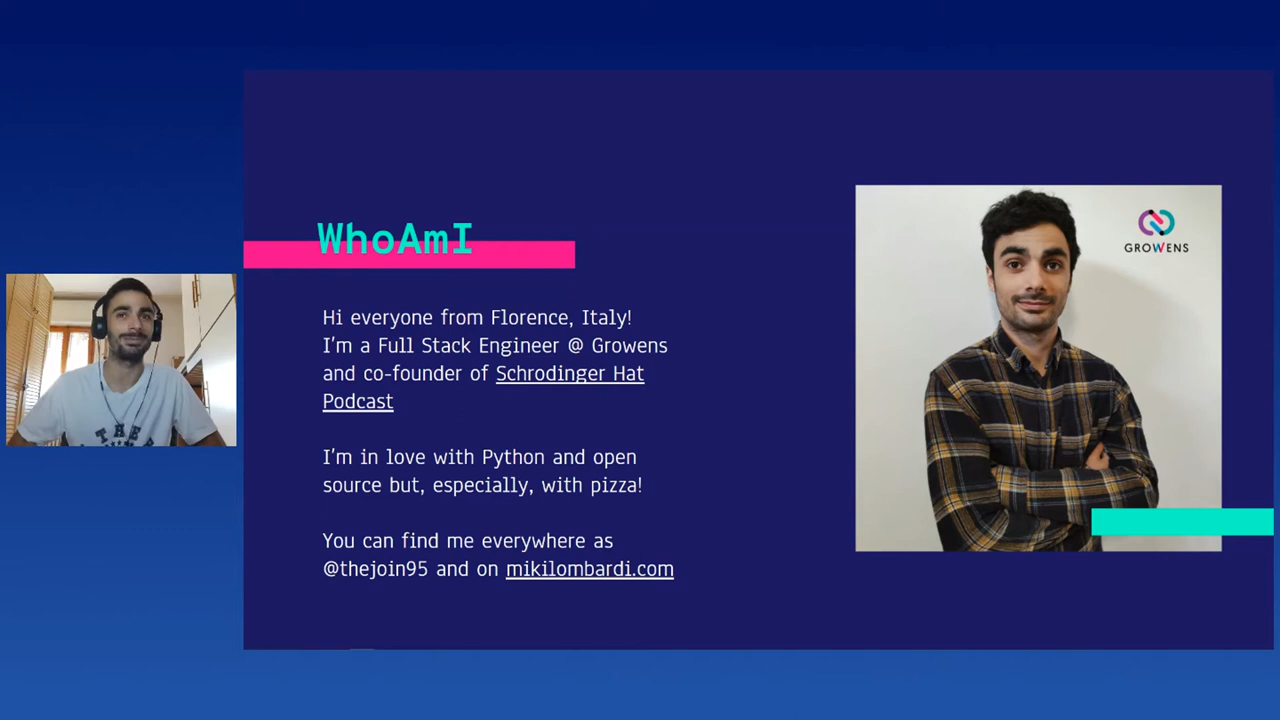 WhoAmI
Hi everyone from Florence, Italy!
I'm a Full Stack Engineer @ Growens
and co-founder of Schrodinger Hat
Podcast
I'm in love with Python and open
source but, especially, with pizza!
You can find me everywhere as
@thejoin95 and on mikilombardi.com
GROWENS
THE